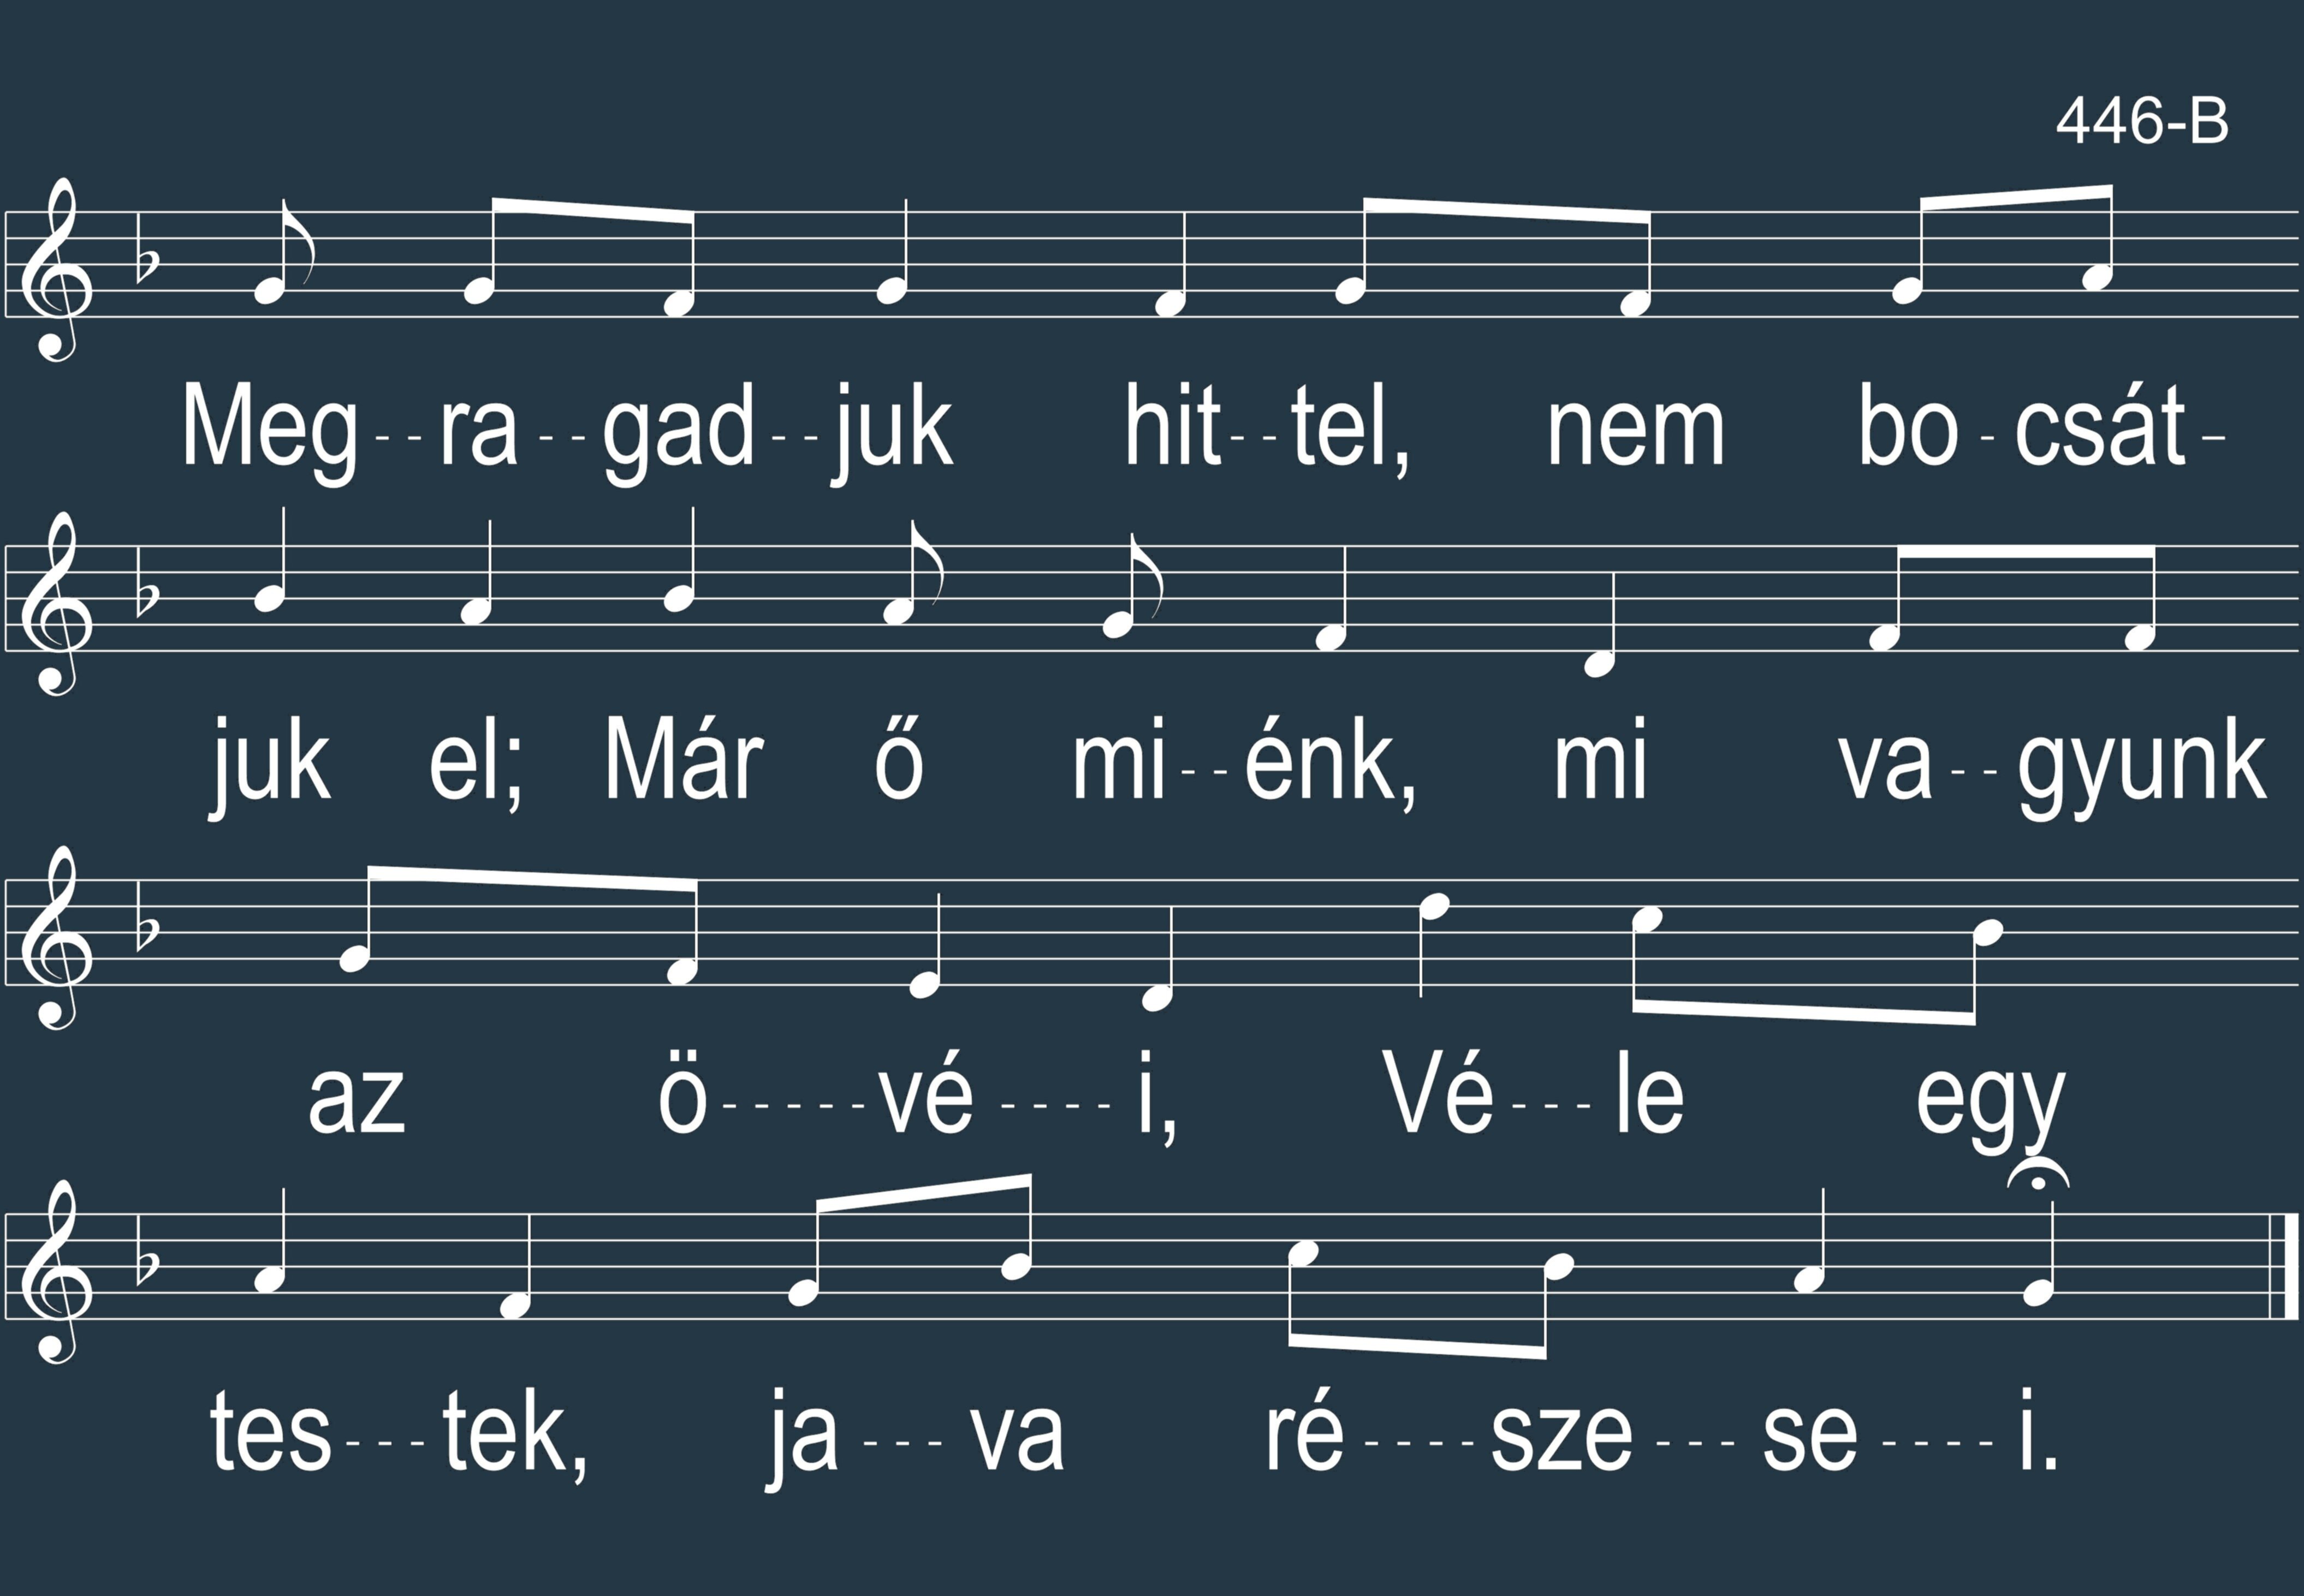 446-B
Meg--ra--gad--juk hit--tel, nem bo-csát-
juk el; Már ő mi--énk, mi va--gyunk
az ö-----vé----i, Vé---le egy
tes---tek, ja---va ré----sze---se----i.